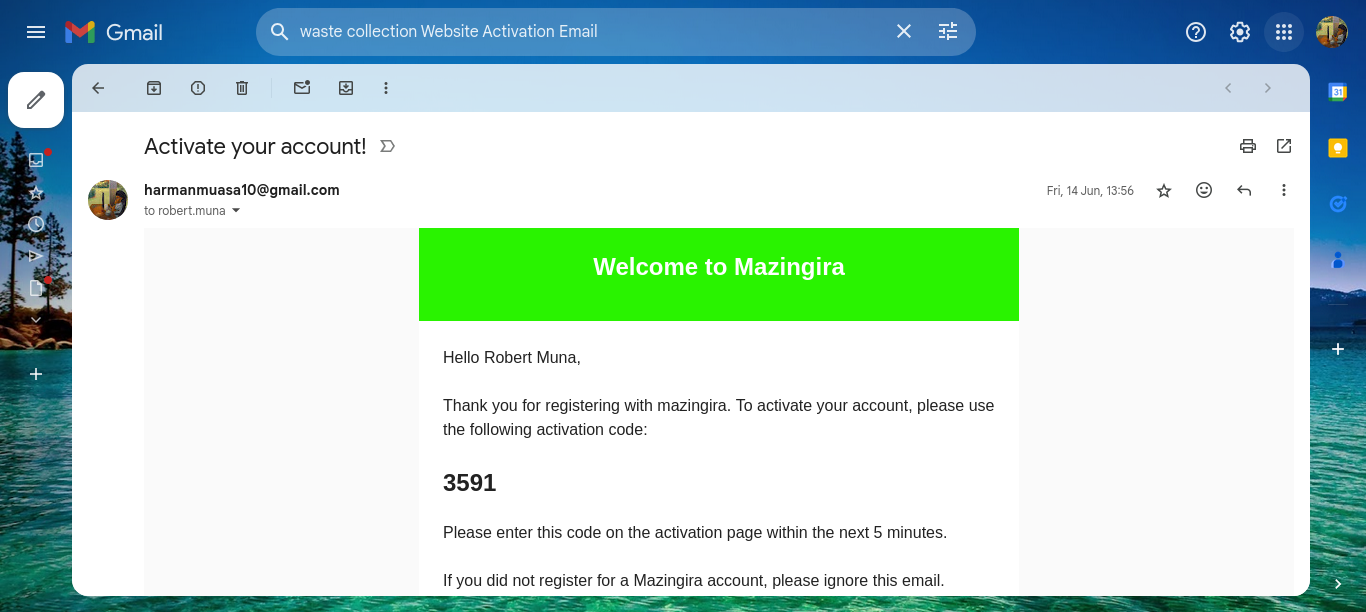 Gmail
waste collection Website Activation Email
31
Activate your account!
harmanmuasa10@gmail.com
Fri, 14 Jun, 13:56
to robert.muna
Welcome to Mazingira
Hello Robert Muna,
Thank you for registering with mazingira. To activate your account, please use
the following activation code:
3591
Please enter this code on the activation page within the next 5 minutes.
If you did not register for a Mazingira account, please ignore this email.